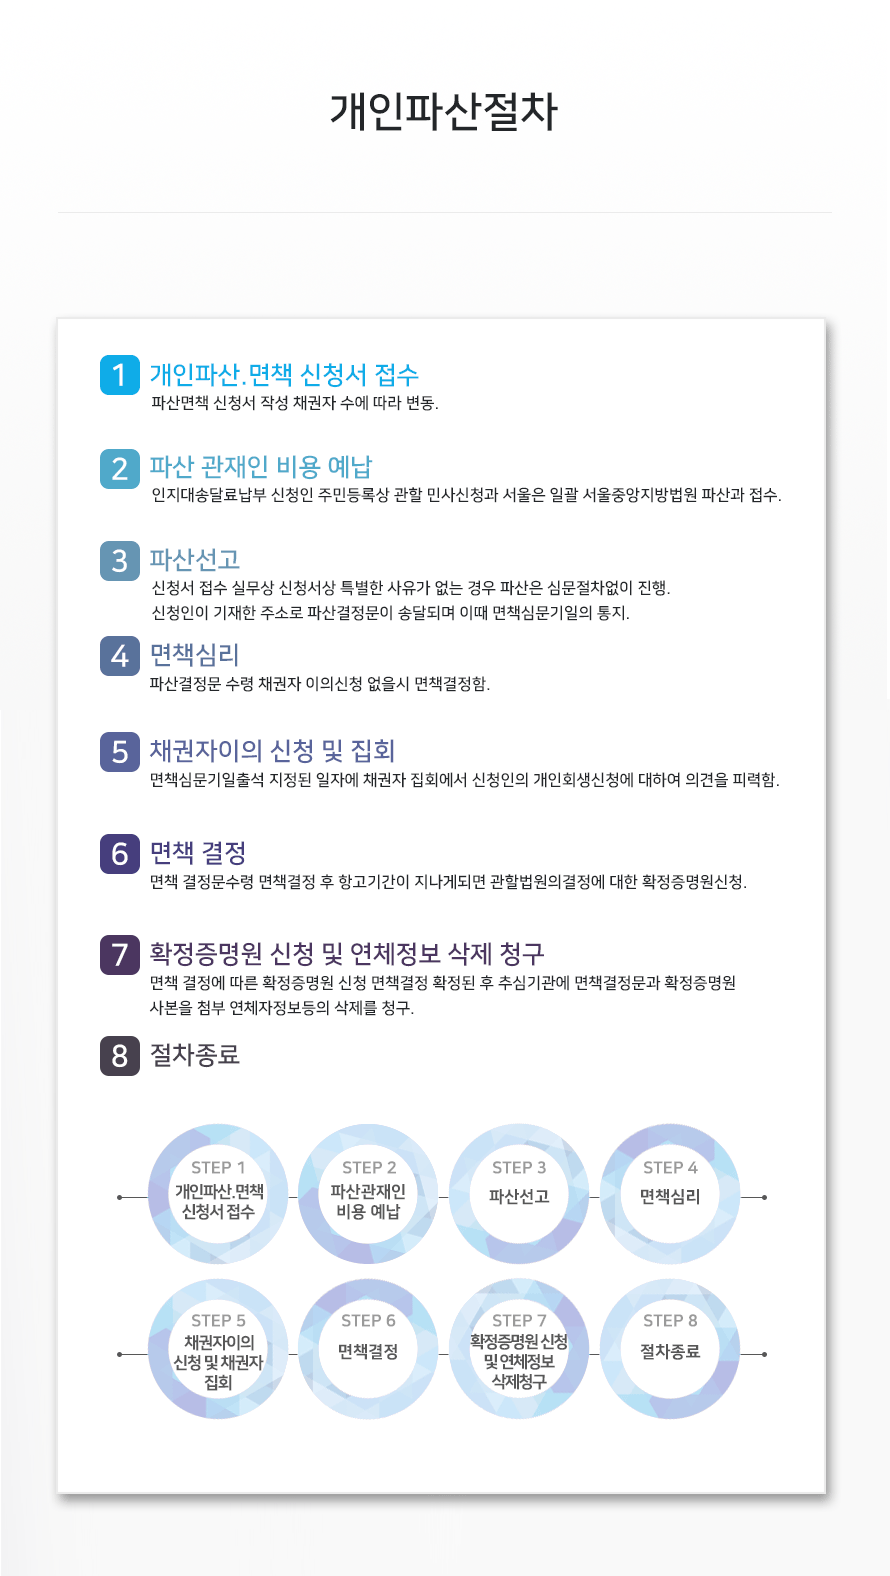 개인파산절차
1 개인파산.면책 신청서 접수
파산면책 신청서 작성 채권자 수에 따라 변동.
2 파산 관재인 비용 예납
인지대송달료납부 신청인 주민등록상 관할 민사신청과 서울은 일괄 서울중앙지방법원 파산과 접수.
3 파산선고
신청서 접수 실무상 신청서상 특별한 사유가 없는 경우 파산은 심문절차없이 진행.
신청인이 기재한 주소로 파산결정문이 송달되며 이때 면책심문기일의 통지.
4 면책심리
파산결정문 수령 채권자 이의신청 없을시 면책결정함.
5 채권자이의 신청 및 집회
면책심문기일출석 지정된 일자에 채권자 집회에서 신청인의 개인회생신청에 대하여 의견을 피력함.
6 면책 결정
면책 결정문수령 면책결정 후 항고기간이 지나게되면 관할법원의결정에 대한 확정증명원신청.
7 확정증명원 신청 및 연체정보 삭제 청구
면책 결정에 따른 확정증명원 신청 면책결정 확정된 후 추심기관에 면책결정문과 확정증명원
사본을 첨부 연체자정보등의 삭제를 청구.
8 절차종료
STEP 1
개인파산.면책
신청서 접수
STEP 2
파산관재인
비용 예납
STEP 3
파산선고
STEP 4
면책심리
STEP 5
채권자이의
신청 및 채권자
집회
STEP 6
면책결정
STEP 7
확정증명원 신청
및 연체정보
삭제청구
STEP 8
절차종료